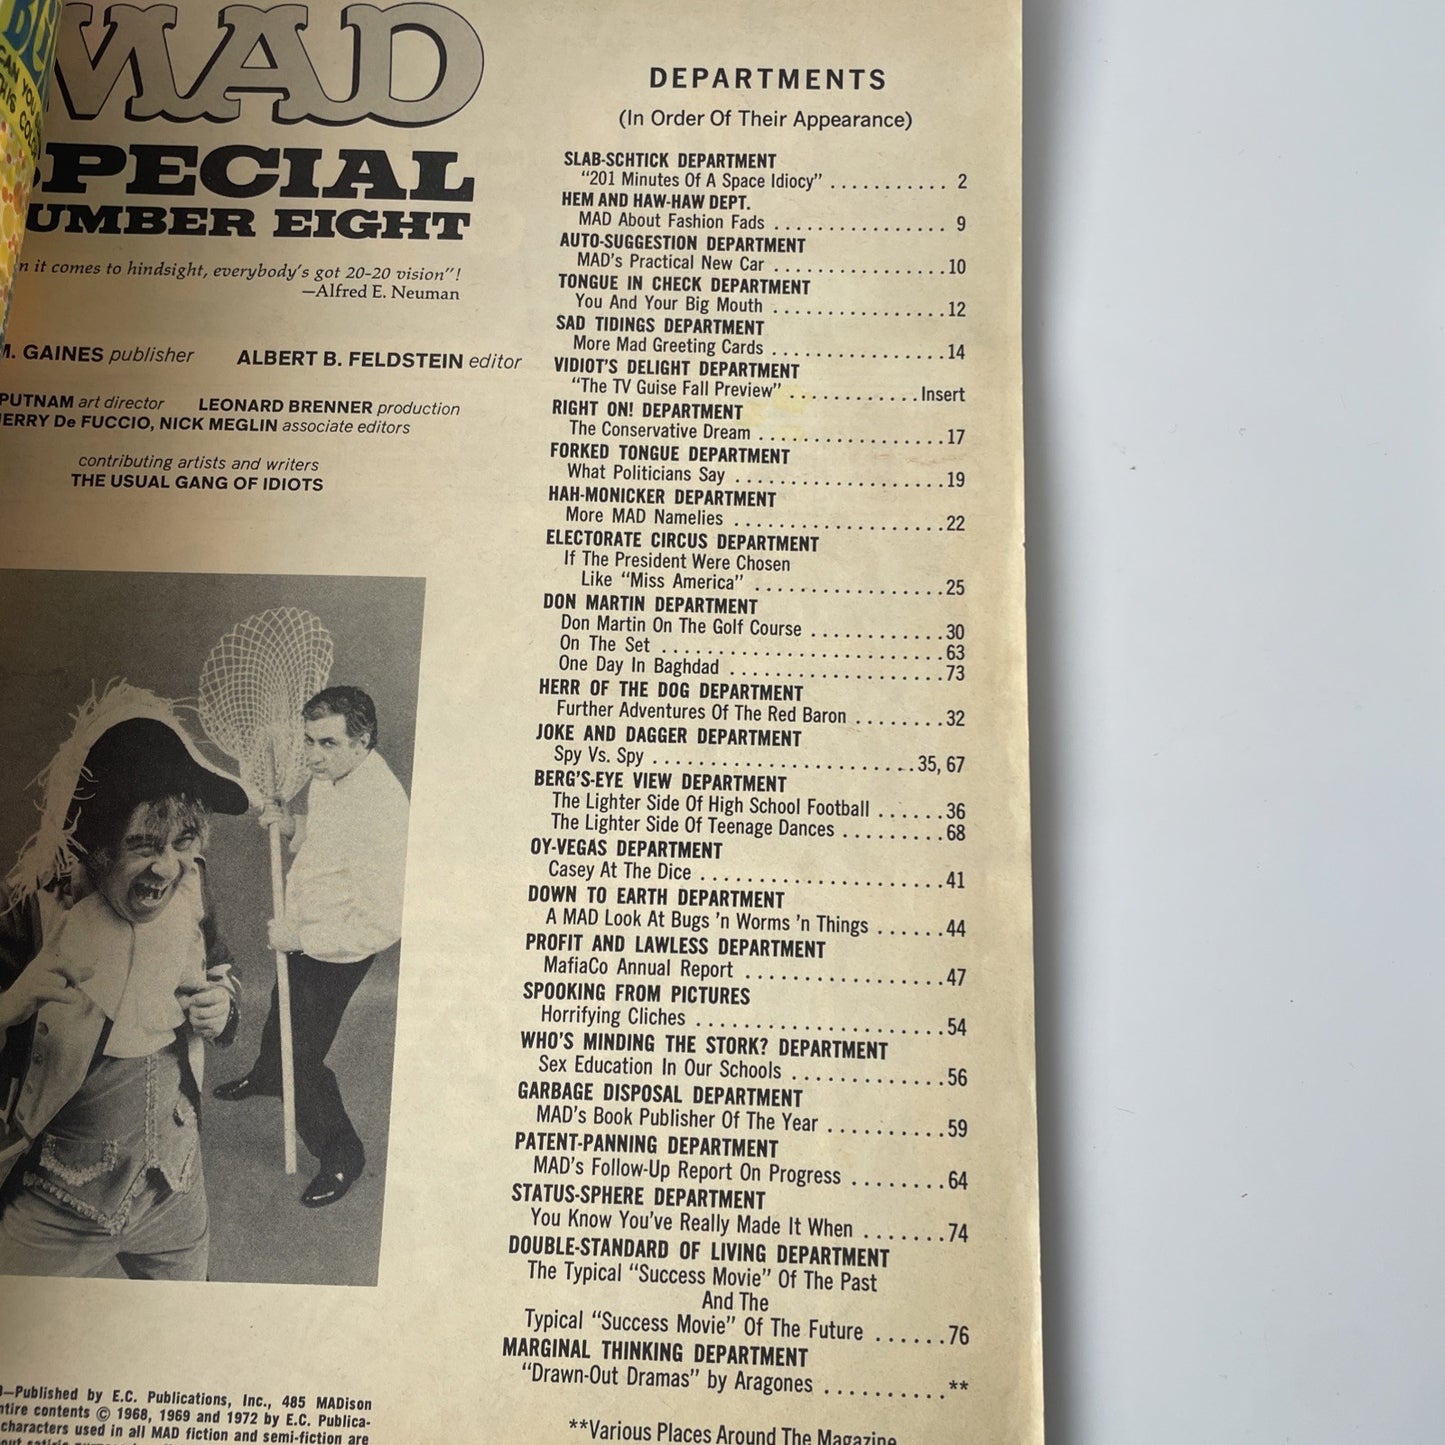 MAD
SPECIAL
NUMBER EIGHT
n it comes to hindsight, everybody's got 20-20 vision"!
—Alfred E. Neuman
M. GAINES publisher ALBERT B. FELDSTEIN editor
PUTNAM art director LEONARD BRENNER production
JERRY De FUCCIO, NICK MEGLIN associate editors
contributing artists and writers
THE USUAL GANG OF IDIOTS
—Published by E.C. Publications, Inc., 485 MADison
entire contents © 1968, 1969 and 1972 by E.C. Publica-
characters used in all MAD fiction and semi-fiction are
DEPARTMENTS
(In Order Of Their Appearance)
SLAB-SCHTICK DEPARTMENT
"201 Minutes Of A Space Idiocy" . . . . . . . . . . . 2
HEM AND HAW-HAW DEPT.
MAD About Fashion Fads . . . . . . . . . . . . . . . . 9
AUTO-SUGGESTION DEPARTMENT
MAD's Practical New Car . . . . . . . . . . . . . . . .10
TONGUE IN CHECK DEPARTMENT
You And Your Big Mouth . . . . . . . . . . . . . . . .12
SAD TIDINGS DEPARTMENT
More Mad Greeting Cards . . . . . . . . . . . . . . . .14
VIDIOT'S DELIGHT DEPARTMENT
"The TV Guise Fall Preview" . . . . . . . . . . . .Insert
RIGHT ON! DEPARTMENT
The Conservative Dream . . . . . . . . . . . . . . . . .17
FORKED TONGUE DEPARTMENT
What Politicians Say . . . . . . . . . . . . . . . . . . .19
HAH-MONICKER DEPARTMENT
More MAD Namelies . . . . . . . . . . . . . . . . . . .22
ELECTORATE CIRCUS DEPARTMENT
If The President Were Chosen
Like "Miss America" . . . . . . . . . . . . . . . . .25
DON MARTIN DEPARTMENT
Don Martin On The Golf Course . . . . . . . . . . . .30
On The Set . . . . . . . . . . . . . . . . . . . . . . . . .63
One Day In Baghdad . . . . . . . . . . . . . . . . . . .73
HERR OF THE DOG DEPARTMENT
Further Adventures Of The Red Baron . . . . . . . .32
JOKE AND DAGGER DEPARTMENT
Spy Vs. Spy . . . . . . . . . . . . . . . . . . . . . . .35, 67
BERG'S-EYE VIEW DEPARTMENT
The Lighter Side Of High School Football . . . . . .36
The Lighter Side Of Teenage Dances . . . . . . . . .68
OY-VEGAS DEPARTMENT
Casey At The Dice . . . . . . . . . . . . . . . . . . . . .41
DOWN TO EARTH DEPARTMENT
A MAD Look At Bugs 'n Worms 'n Things . . . . . .44
PROFIT AND LAWLESS DEPARTMENT
MafiaCo Annual Report . . . . . . . . . . . . . . . . . .47
SPOOKING FROM PICTURES
Horrifying Cliches . . . . . . . . . . . . . . . . . . . . .54
WHO'S MINDING THE STORK? DEPARTMENT
Sex Education In Our Schools . . . . . . . . . . . . .56
GARBAGE DISPOSAL DEPARTMENT
MAD's Book Publisher Of The Year . . . . . . . . . .59
PATENT-PANNING DEPARTMENT
MAD's Follow-Up Report On Progress . . . . . . . .64
STATUS-SPHERE DEPARTMENT
You Know You've Really Made It When . . . . . . .74
DOUBLE-STANDARD OF LIVING DEPARTMENT
The Typical "Success Movie" Of The Past
And The
Typical "Success Movie" Of The Future . . . . . .76
MARGINAL THINKING DEPARTMENT
"Drawn-Out Dramas" by Aragones . . . . . . . . . .**
**Various Places Around The Magazine